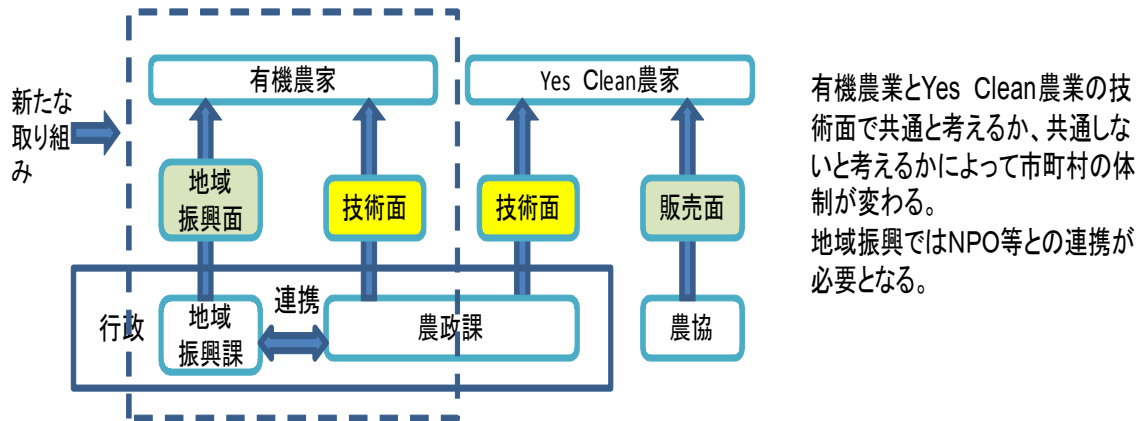 有機農家
Yes Clean農家
新たな
取り組
み
地域
振興面
技術面
技術面
販売面
行政
地域
振興課
連携
農政課
農協
有機農業とYes Clean農業の技
術面で共通と考えるか、共通しな
いと考えるかによって市町村の体
制が変わる。
地域振興ではNPO等との連携が
必要となる。